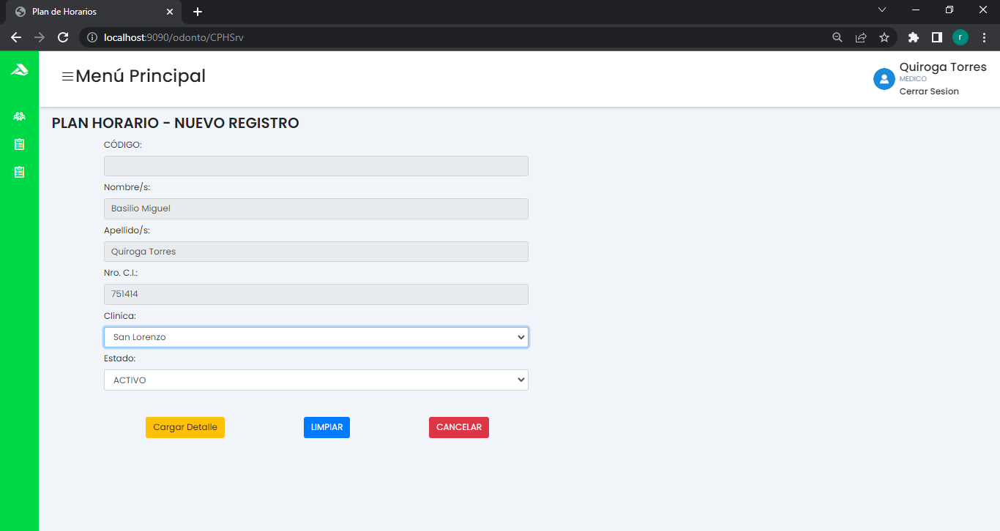 Plan de Horarios
localhost:9090/odonto/CPHSrv
r
Menú Principal
Quiroga Torres
MEDICO
Cerrar Sesion
PLAN HORARIO - NUEVO REGISTRO
CÓDIGO:
Nombre/s:
Basilio Miguel
Apellido/s:
Quiroga Torres
Nro. C.I.:
751414
Clinica:
San Lorenzo
Estado:
ACTIVO
Cargar Detalle LIMPIAR CANCELAR